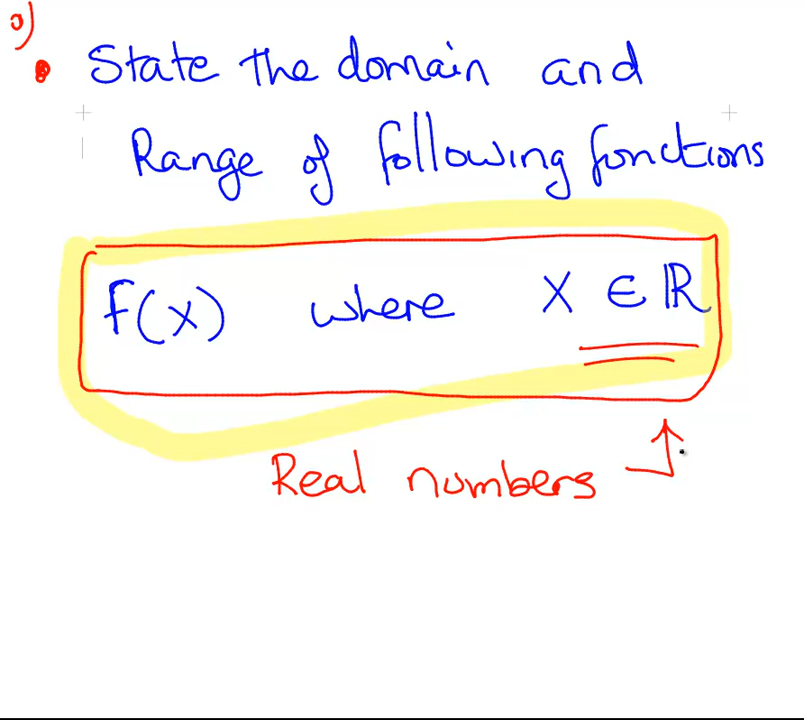 a)
• State the domain and
Range of following functions
f(x) where x ∈ ℝ
Real numbers